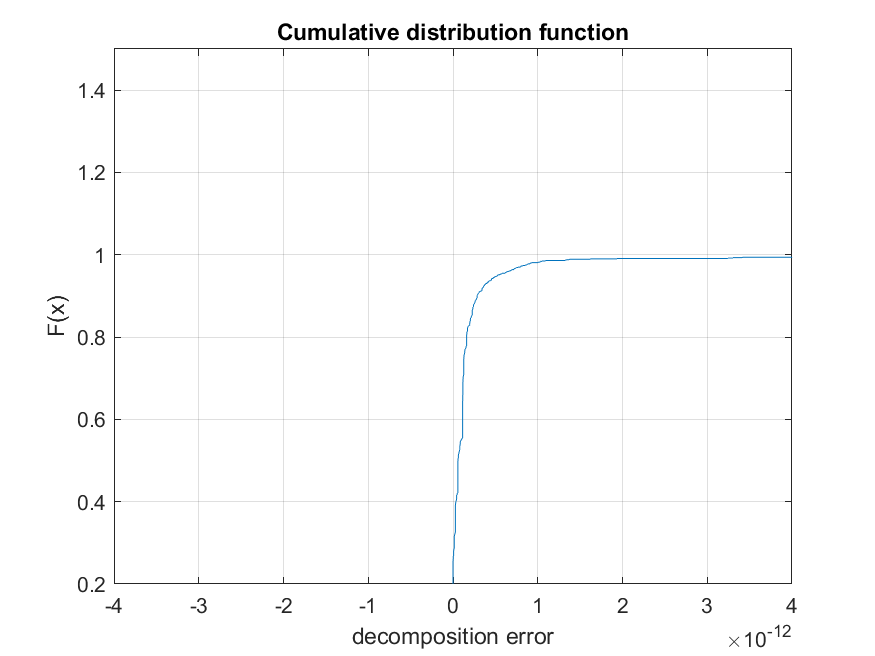 Cumulative distribution function
1.4
1.2
1
0.8
0.6
0.4
0.2
F(x)
-4 -3 -2 -1 0 1 2 3 4
decomposition error
×10-12